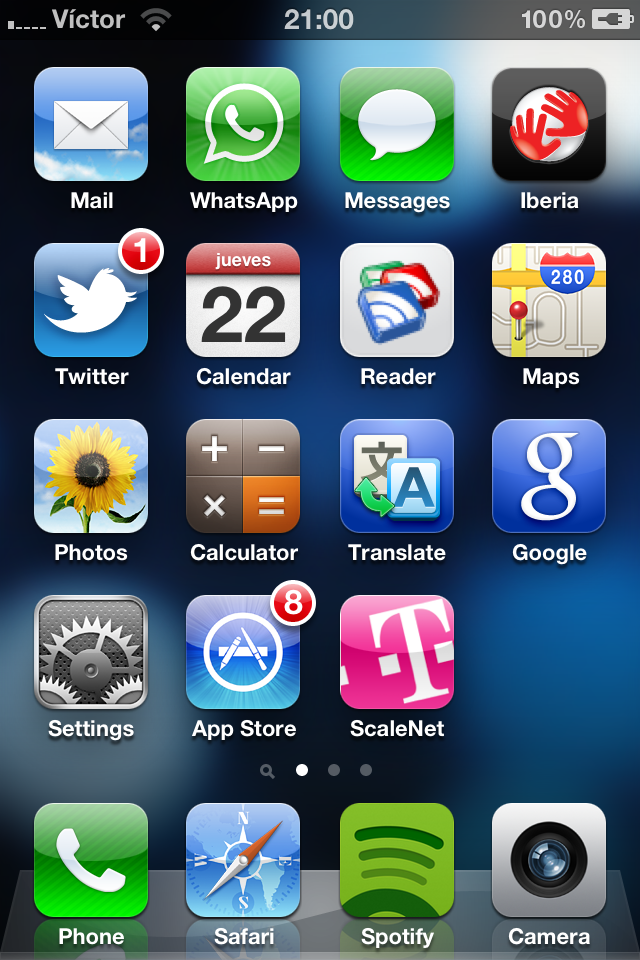 Víctor 21:00 100%
Mail WhatsApp Messages Iberia
1
jueves
22
280
Twitter Calendar Reader Maps
文
A
g
Photos Calculator Translate Google
8
T
Settings App Store ScaleNet
N
W E
S
Phone Safari Spotify Camera